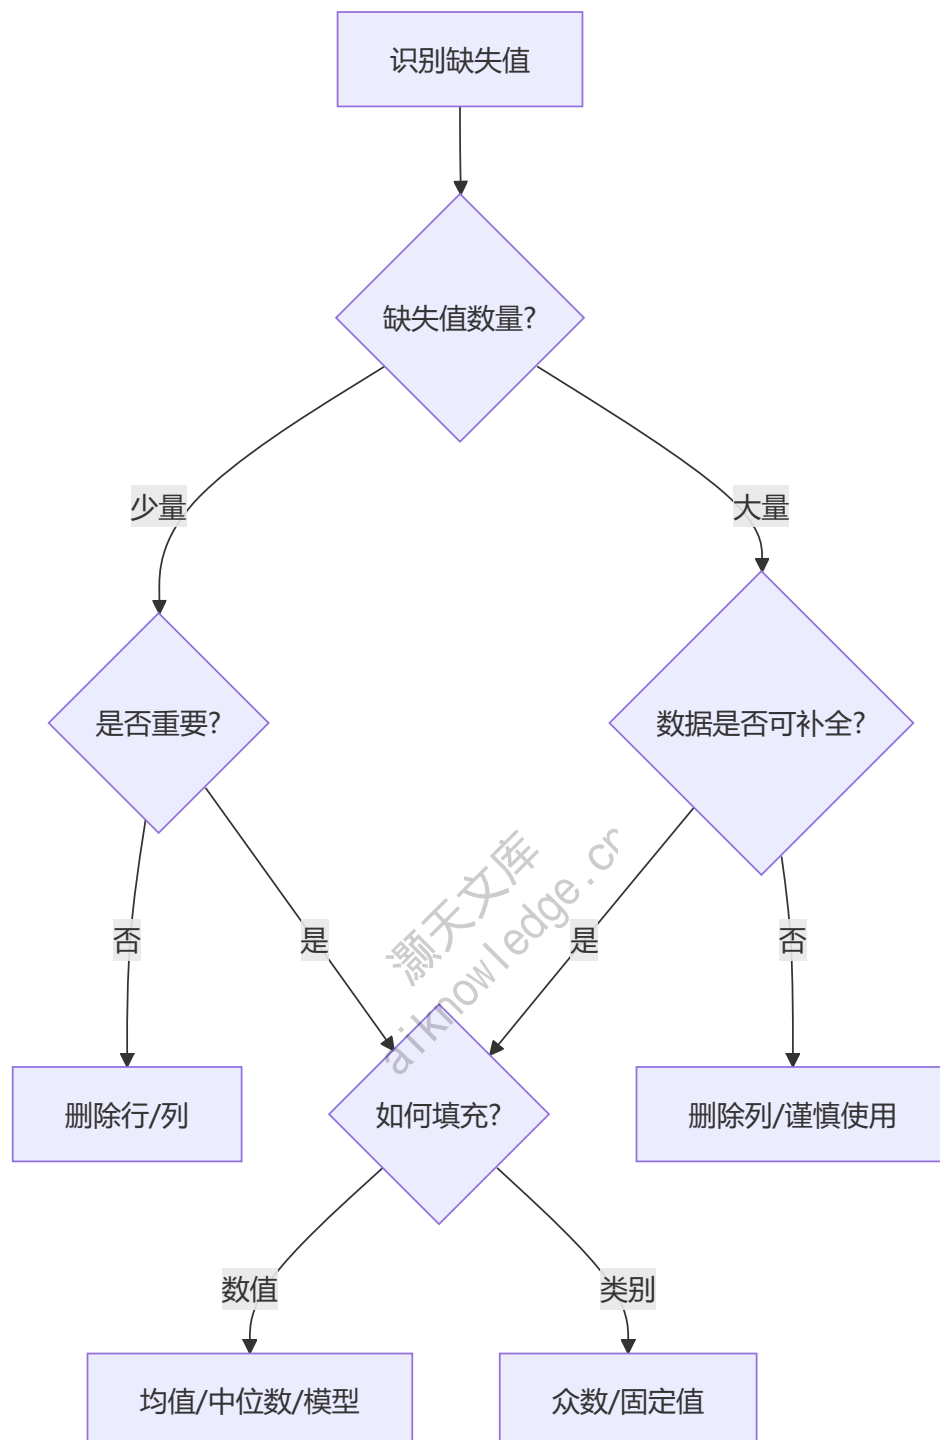 识别缺失值
缺失值数量?
少量
大量
是否重要?
数据是否可补全?
灏天文库
aiknowledge.cn
否
是
是
否
删除行/列
如何填充?
删除列/谨慎使用
数值
类别
均值/中位数/模型
众数/固定值